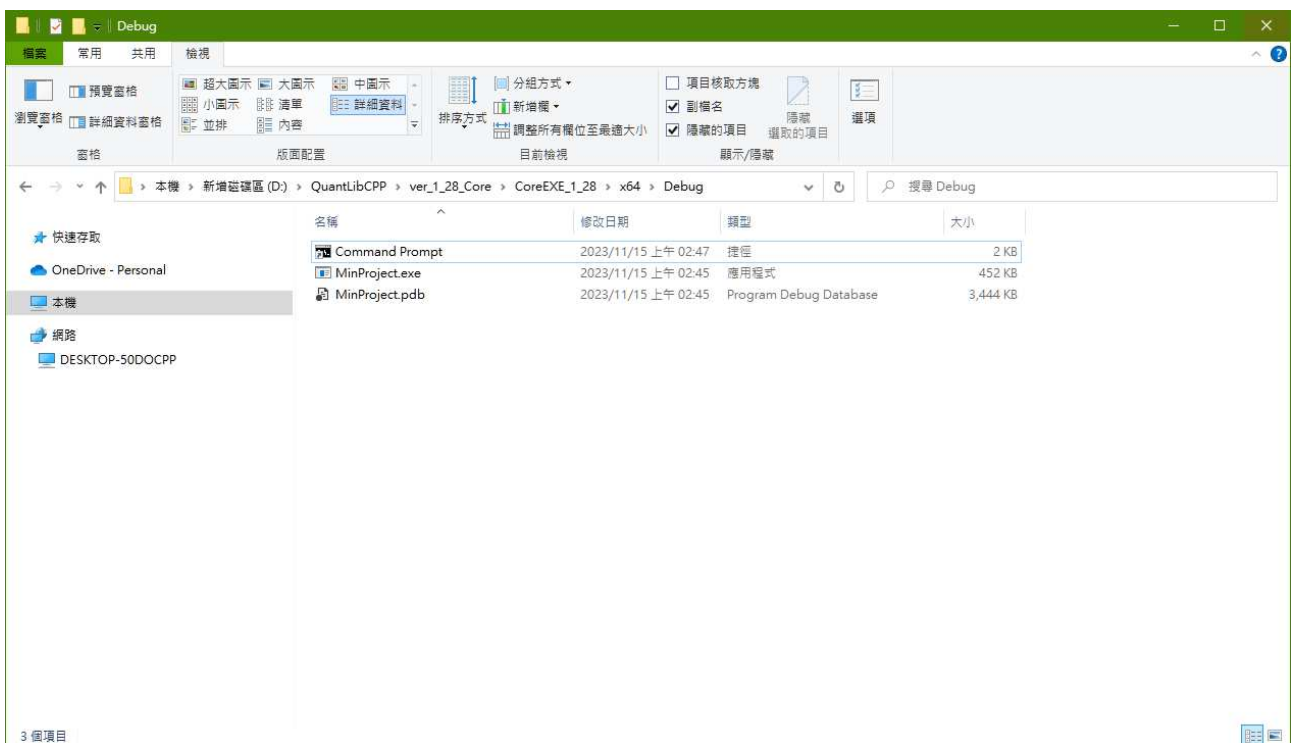 Debug
檔案 常用 共用 檢視
瀏覽窗格
預覽窗格
詳細資料窗格
窗格
超大圖示 大圖示 中圖示
小圖示 清單 詳細資料
並排 內容
版面配置
排序方式
分組方式
新增欄
調整所有欄位至最適大小
目前檢視
項目核取方塊
副檔名
隱藏的項目
隱藏
選取的項目
顯示/隱藏
選項
本機 › 新增磁碟區 (D:) › QuantLibCPP › ver_1_28_Core › CoreEXE_1_28 › x64 › Debug
搜尋 Debug
快速存取
OneDrive - Personal
本機
網路
DESKTOP-50DOCPP
名稱 修改日期 類型 大小
Command Prompt 2023/11/15 上午 02:47 捷徑 2 KB
MinProject.exe 2023/11/15 上午 02:45 應用程式 452 KB
MinProject.pdb 2023/11/15 上午 02:45 Program Debug Database 3,444 KB
3 個項目